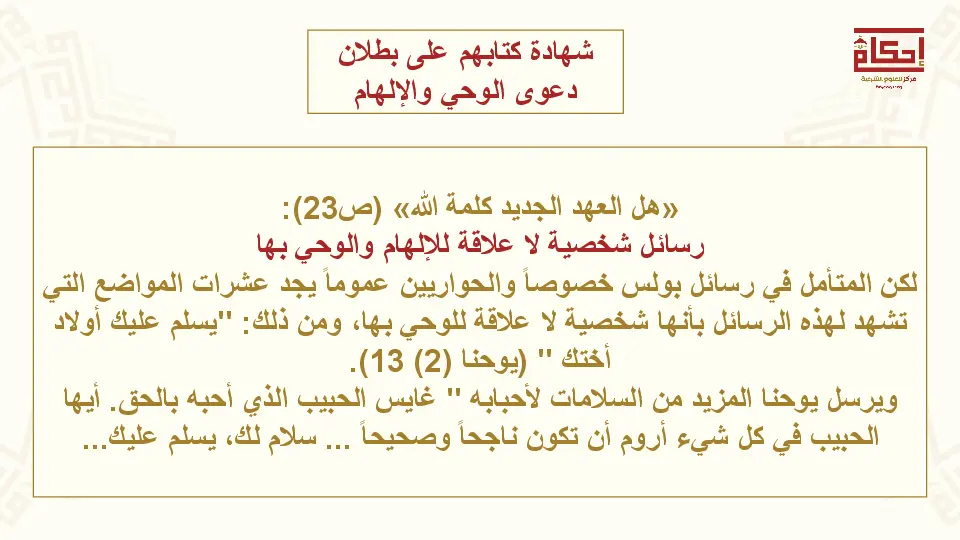 شهادة كتابهم على بطلان
دعوى الوحي والإلهام
إحكام
مركز للعلوم الشرعية
«هل العهد الجديد كلمة الله» (ص23):
رسائل شخصية لا علاقة للإلهام والوحي بها
لكن المتأمل في رسائل بولس خصوصاً والحواريين عموماً يجد عشرات المواضع التي
تشهد لهذه الرسائل بأنها شخصية لا علاقة للوحي بها، ومن ذلك: "يسلم عليك أولاد
أختك " (يوحنا (2) 13).
ويرسل يوحنا المزيد من السلامات لأحبابه " غايس الحبيب الذي أحبه بالحق. أيها
الحبيب في كل شيء أروم أن تكون ناجحاً وصحيحاً ... سلام لك، يسلم عليك...